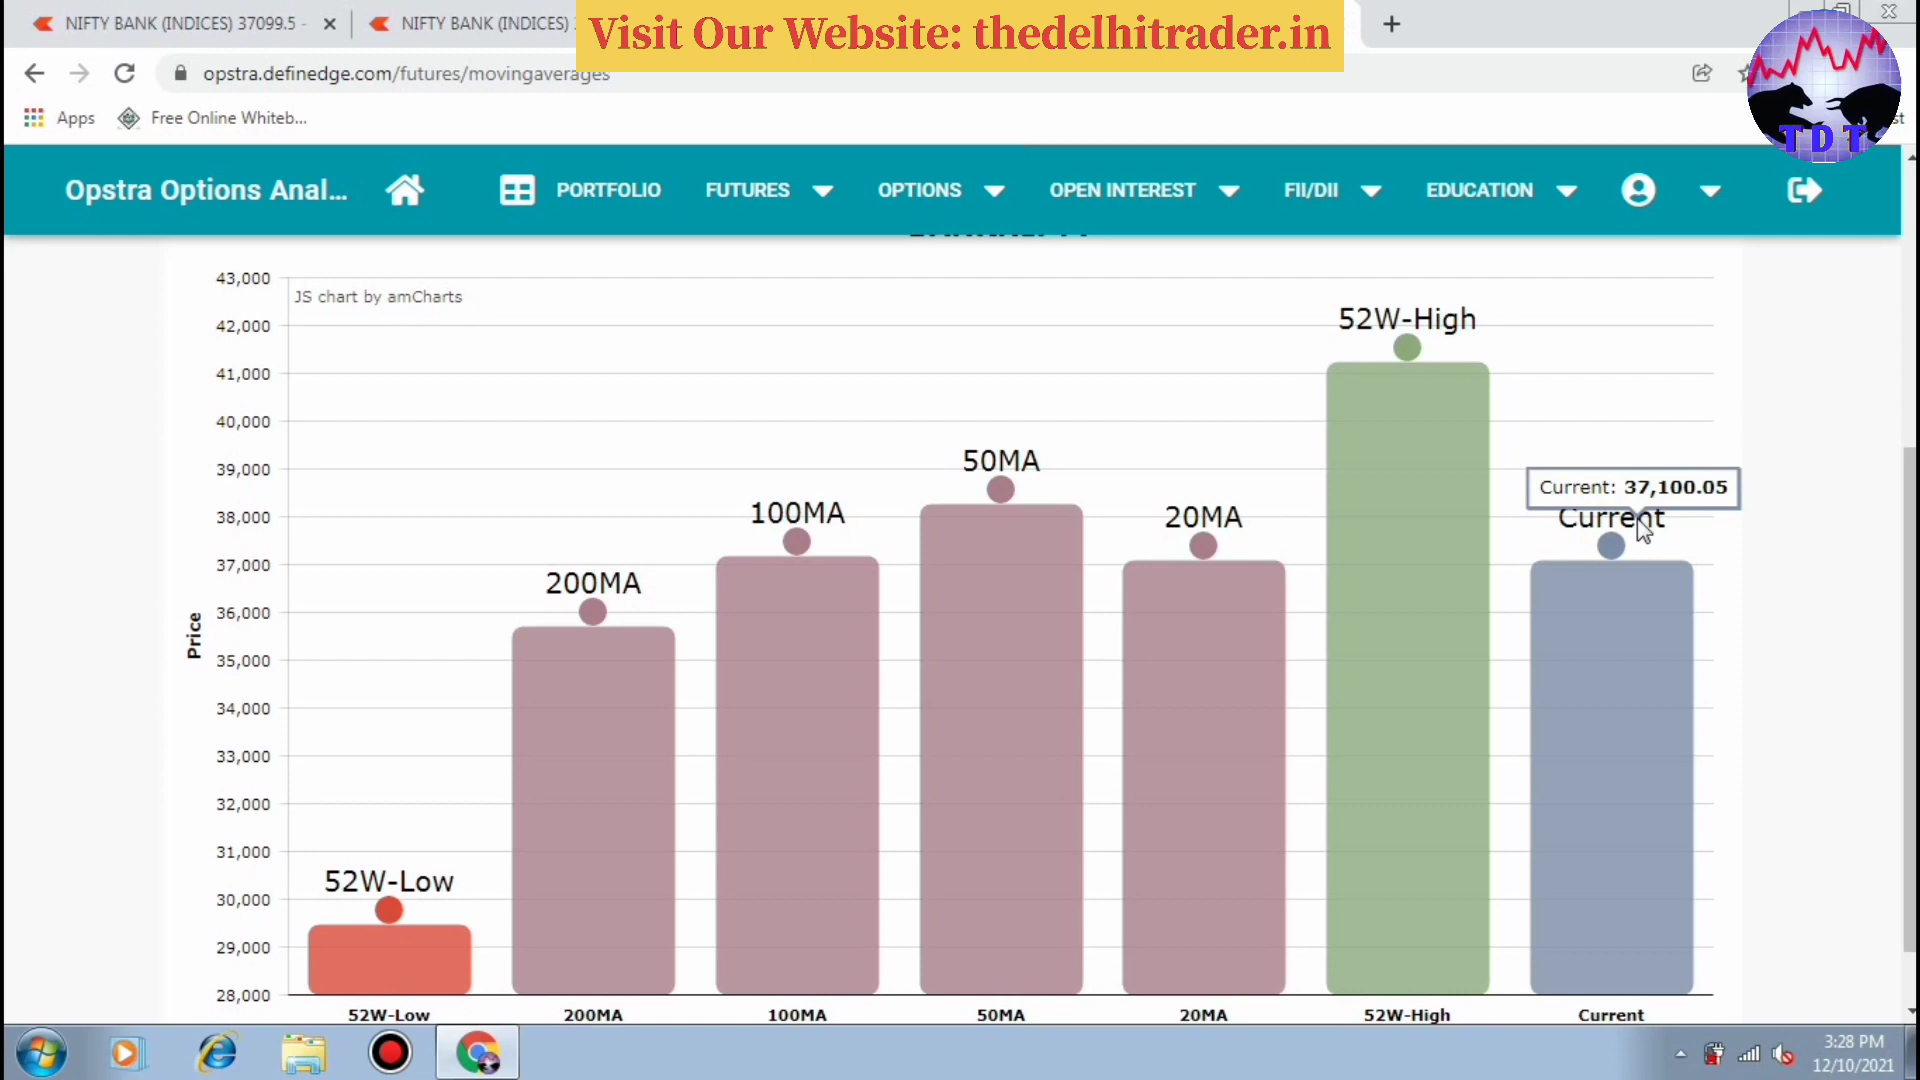 NIFTY BANK (INDICES) 37099.5 -
NIFTY BANK (INDICES)
Visit Our Website: thedelhitrader.in
opstra.definedge.com/futures/movingaverages
Apps
Free Online Whiteb...
TDT
Opstra Options Anal...
PORTFOLIO
FUTURES
OPTIONS
OPEN INTEREST
FII/DII
EDUCATION
43,000
JS chart by amCharts
42,000
41,000
40,000
39,000
38,000
37,000
36,000
35,000
34,000
33,000
32,000
31,000
30,000
29,000
28,000
Price
52W-Low
200MA
100MA
50MA
20MA
52W-High
Current: 37,100.05
Current
52W-Low
200MA
100MA
50MA
20MA
52W-High
Current
3:28 PM
12/10/2021